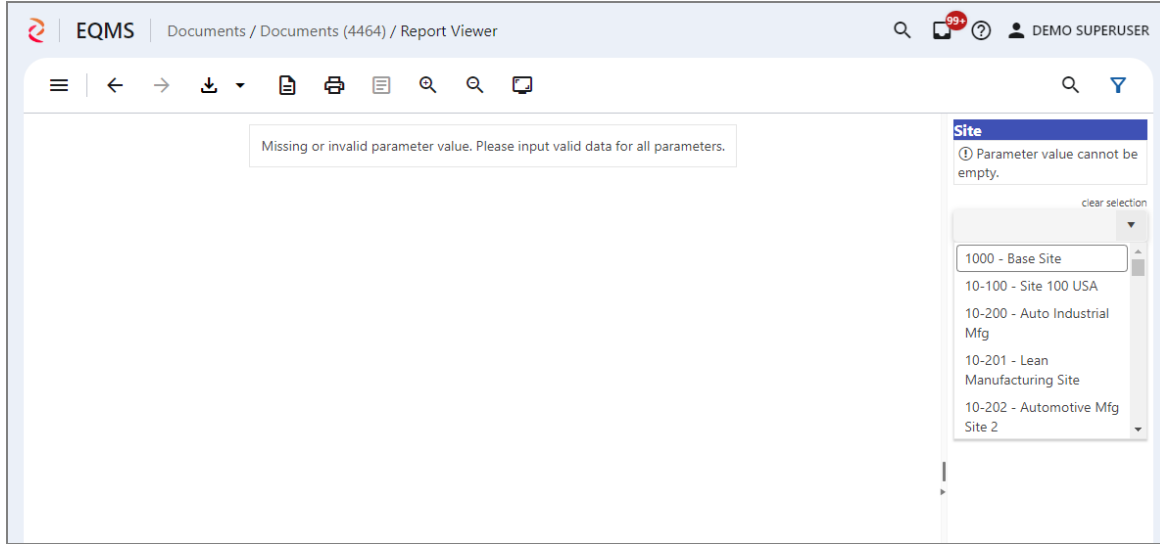 EQMS
Documents / Documents (4464) / Report Viewer
99+
DEMO SUPERUSER
Missing or invalid parameter value. Please input valid data for all parameters.
Site
Parameter value cannot be
empty.
clear selection
1000 - Base Site
10-100 - Site 100 USA
10-200 - Auto Industrial
Mfg
10-201 - Lean
Manufacturing Site
10-202 - Automotive Mfg
Site 2